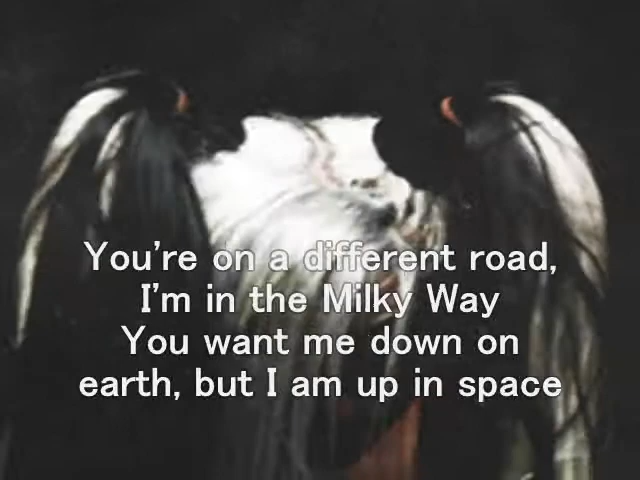 You're on a different road,
I'm in the Milky Way
You want me down on
earth, but I am up in space